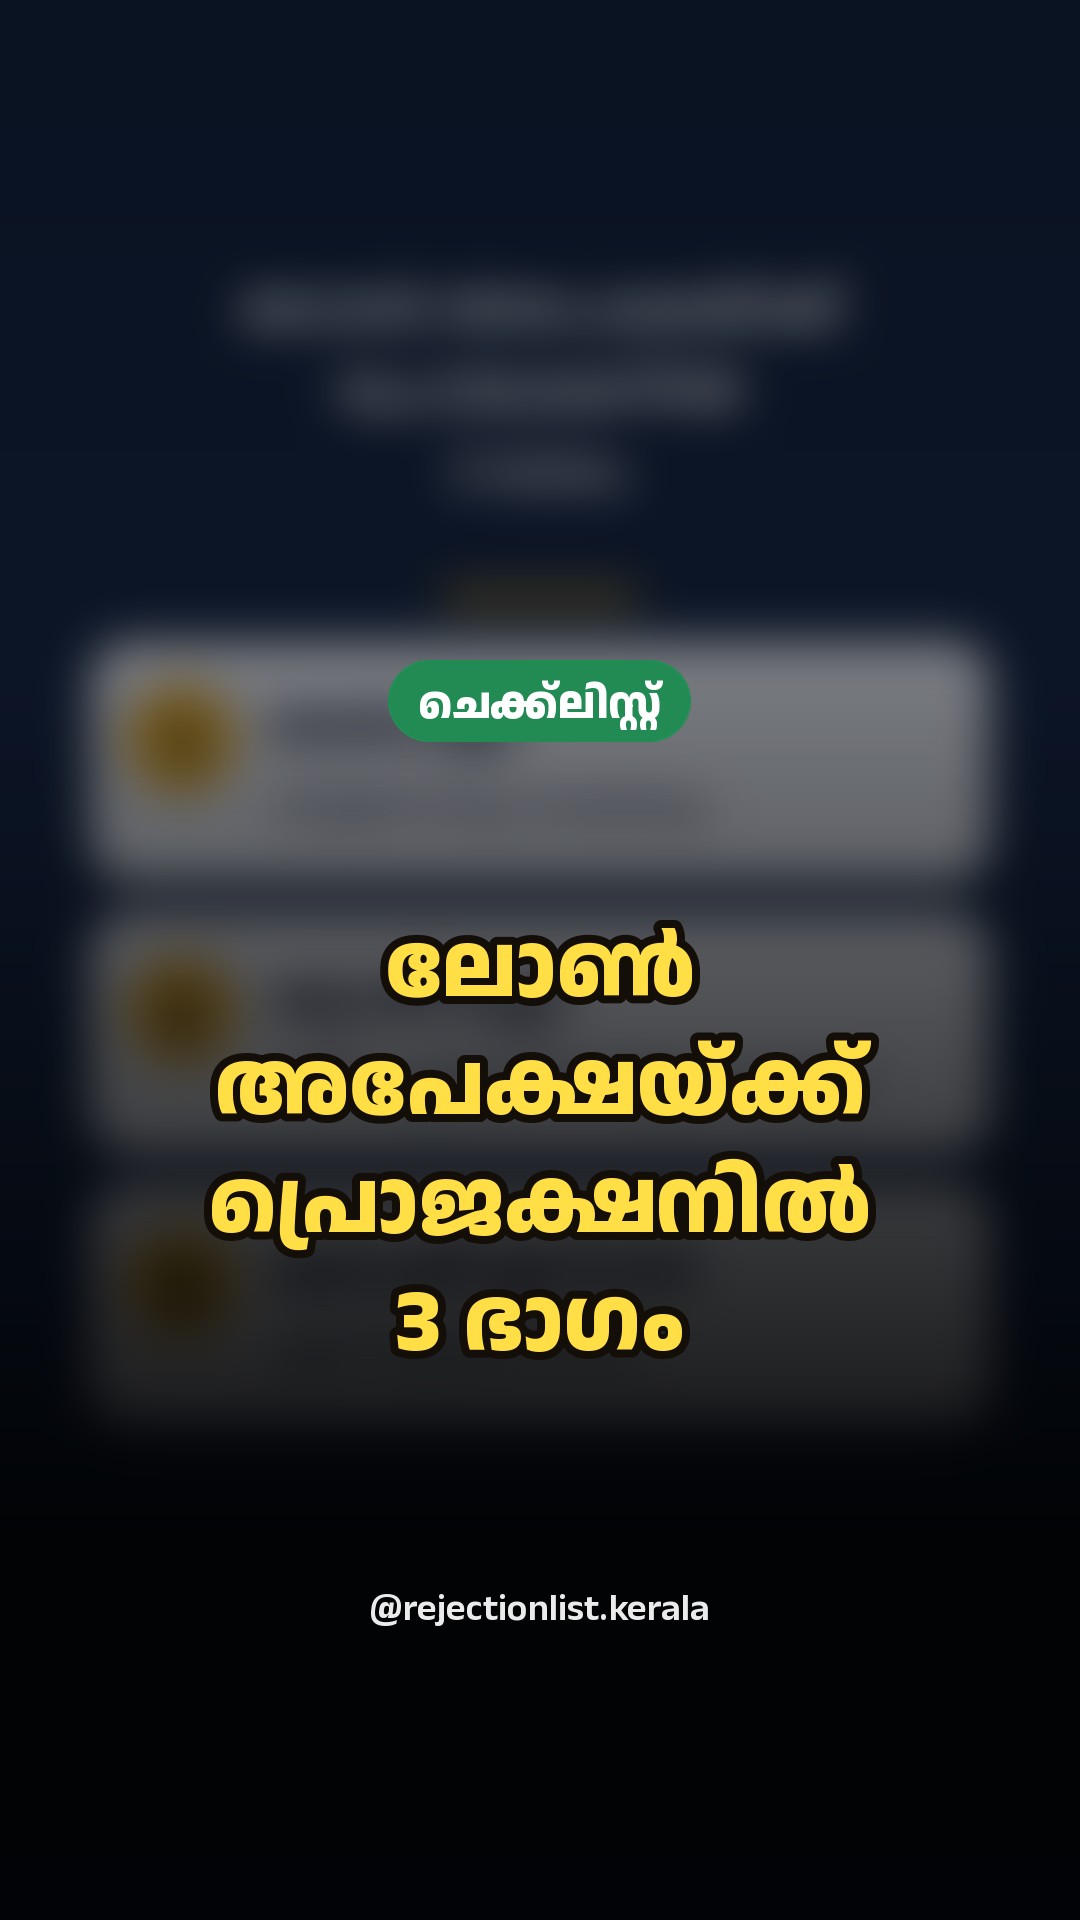 ചെക്ക്ലിസ്റ്റ്
ലോൺ
അപേക്ഷയ്ക്ക്
പ്രൊജക്ഷനിൽ
3 ഭാഗം
@rejectionlist.kerala